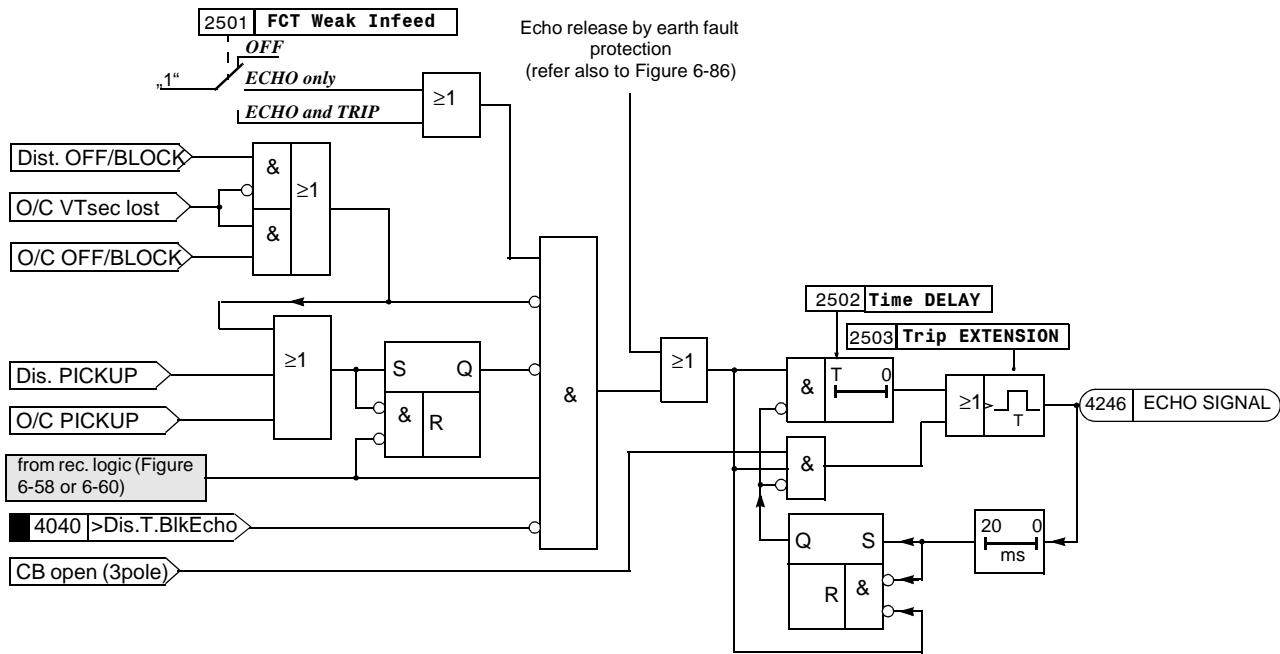 2501 FCT Weak Infeed
OFF
„1“
ECHO only
ECHO and TRIP
≥1
Echo release by earth fault
protection
(refer also to Figure 6-86)
Dist. OFF/BLOCK
O/C VTsec lost
O/C OFF/BLOCK
&
≥1
&
2502 Time DELAY
2503 Trip EXTENSION
Dis. PICKUP
O/C PICKUP
≥1
S Q
& R
&
≥1
& T 0
≥1 T
4246 ECHO SIGNAL
&
from rec. logic (Figure
6-58 or 6-60)
4040 >Dis.T.BlkEcho
CB open (3pole)
Q S
R &
20 0
ms